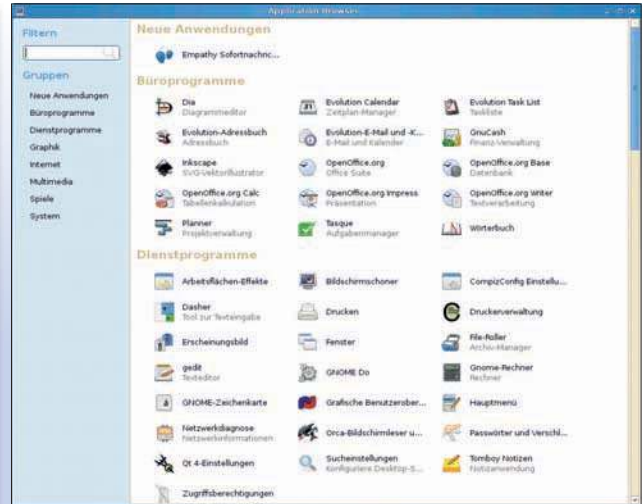 Application Browser
Filtern
Gruppen
Neue Anwendungen
Büroprogramme
Dienstprogramme
Graphik
Internet
Multimedia
Spiele
System
Neue Anwendungen
Empathy Sofortnachric...
Büroprogramme
Dia
Diagrammeditor
Evolution Calendar
Zeitplan-Manager
Evolution Task List
Taskliste
Evolution-Adressbuch
Adressbuch
Evolution-E-Mail und -K...
E-Mail und Kalender
GnuCash
Finanz-Verwaltung
Inkscape
SVG-Vektorillustrator
OpenOffice.org
Office Suite
OpenOffice.org Base
Datenbank
OpenOffice.org Calc
Tabellenkalkulation
OpenOffice.org Impress
Präsentation
OpenOffice.org Writer
Textverarbeitung
Planner
Projektverwaltung
Tasque
Aufgabenmanager
Wörterbuch
Dienstprogramme
Arbeitsflächen-Effekte
Bildschirmschoner
CompizConfig Einstellu...
Dasher
Tool zur Texteingabe
Drucken
Druckerverwaltung
Erscheinungsbild
Fenster
File-Roller
Archiv-Manager
gedit
Texteditor
GNOME Do
Gnome-Rechner
Rechner
GNOME-Zeichenkarte
Grafische Benutzerober...
Hauptmenü
Netzwerkdiagnose
Netzwerkinformationen
Orca-Bildschirmleser u...
Passwörter und Verschl...
Qt 4-Einstellungen
Sucheinstellungen
Konfiguriere Desktop-S...
Tomboy Notizen
Notizanwendung
Zugriffsberechtigungen